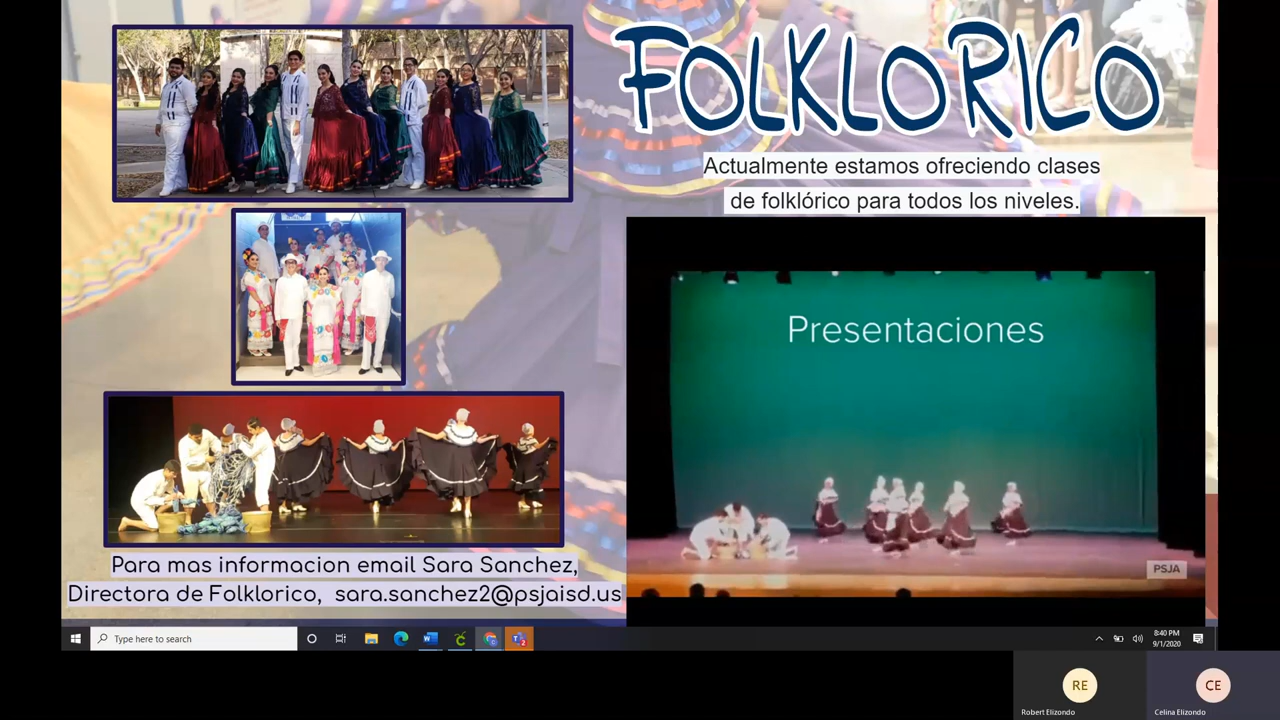 FOLKLORICO
Actualmente estamos ofreciendo clases
de folklórico para todos los niveles.
Presentaciones
PSJA
Para mas informacion email Sara Sanchez,
Directora de Folklorico, sara.sanchez2@psjaisd.us
Type here to search
8:40 PM
9/1/2020
RE
CE
Robert Elizondo
Celina Elizondo